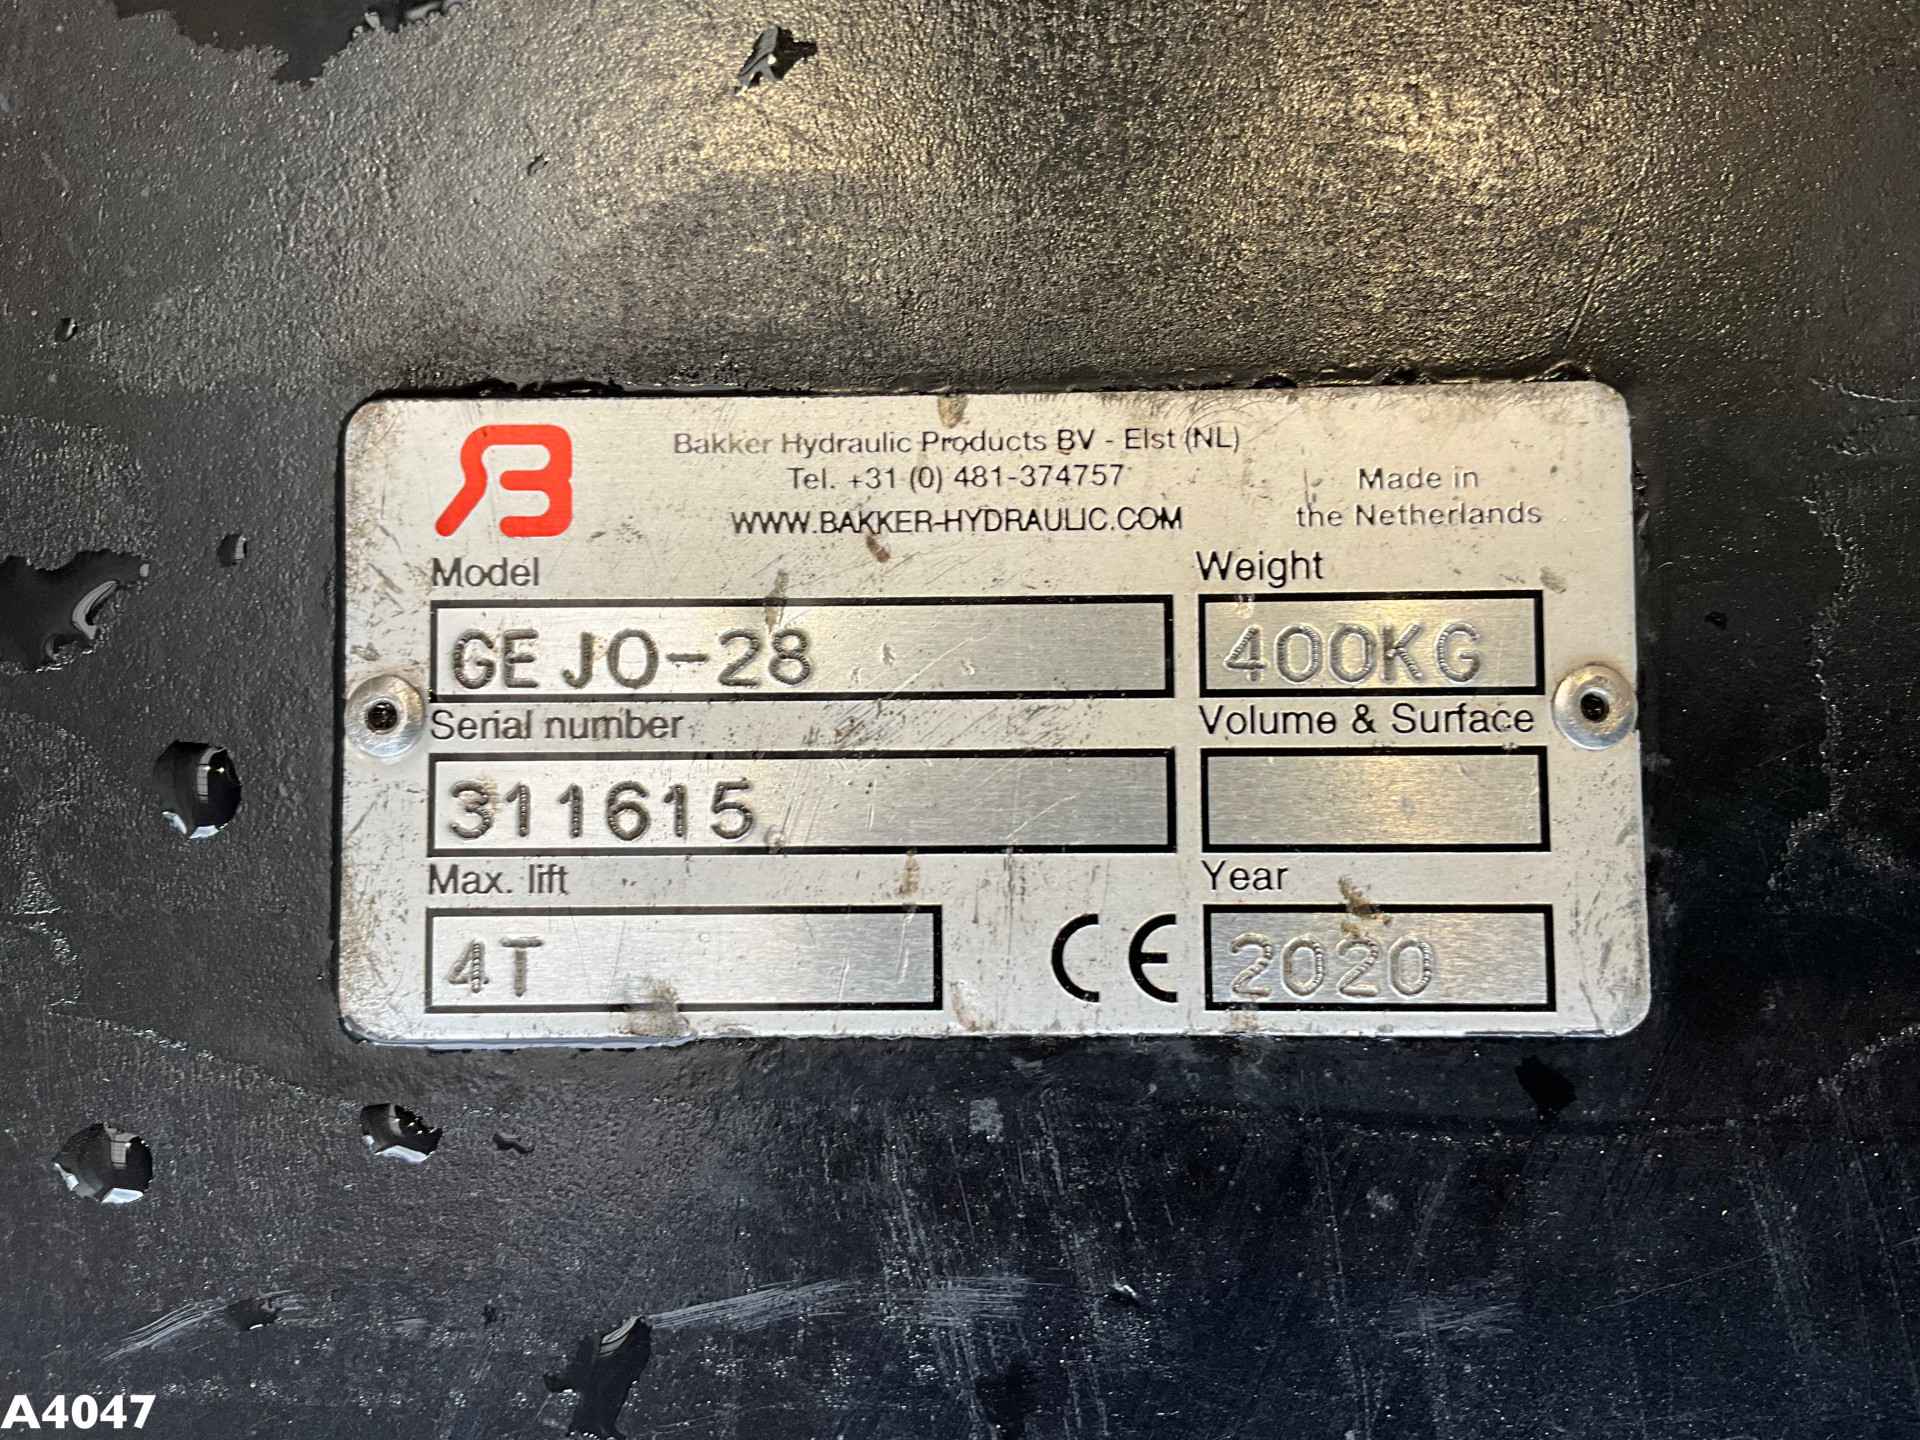 Bakker Hydraulic Products BV - Elst (NL)
Tel. +31 (0) 481-374757
WWW.BAKKER-HYDRAULIC.COM
Made in
the Netherlands
Model
GE JO-28
Weight
400KG
Serial number
311615
Volume & Surface
Max. lift
4T
CE
Year
2020
A4047